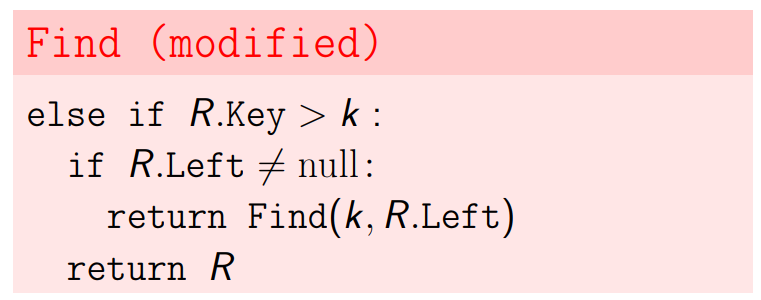 Find (modified)
else if R.Key > k :
if R.Left ≠ null:
return Find(k, R.Left)
return R